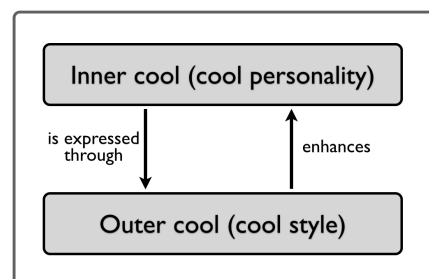 Inner cool (cool personality)
is expressed
through
enhances
Outer cool (cool style)